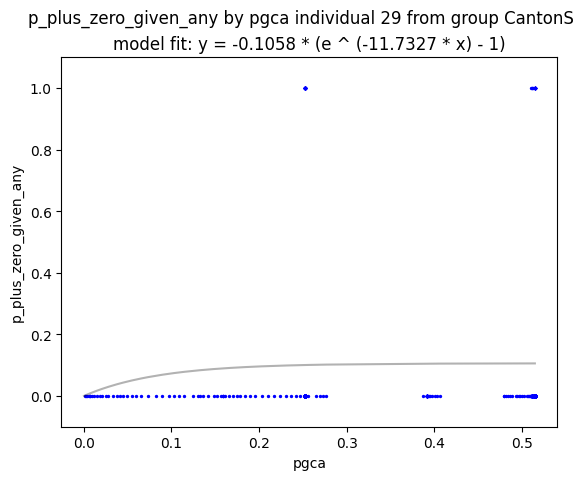 p_plus_zero_given_any by pgca individual 29 from group CantonS
model fit: y = -0.1058 * (e ^ (-11.7327 * x) - 1)
1.0
0.8
0.6
0.4
0.2
0.0
p_plus_zero_given_any
0.0 0.1 0.2 0.3 0.4 0.5
pgca